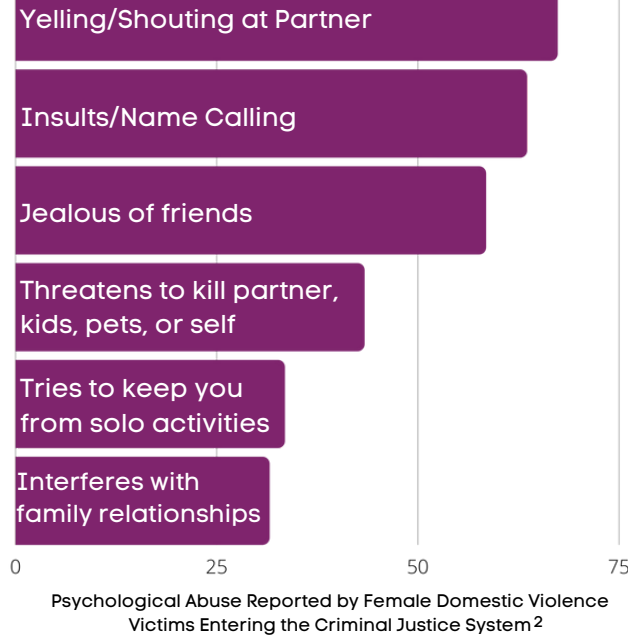 Yelling/Shouting at Partner
Insults/Name Calling
Jealous of friends
Threatens to kill partner,
kids, pets, or self
Tries to keep you
from solo activities
Interferes with
family relationships
0 25 50 75
Psychological Abuse Reported by Female Domestic Violence
Victims Entering the Criminal Justice System2